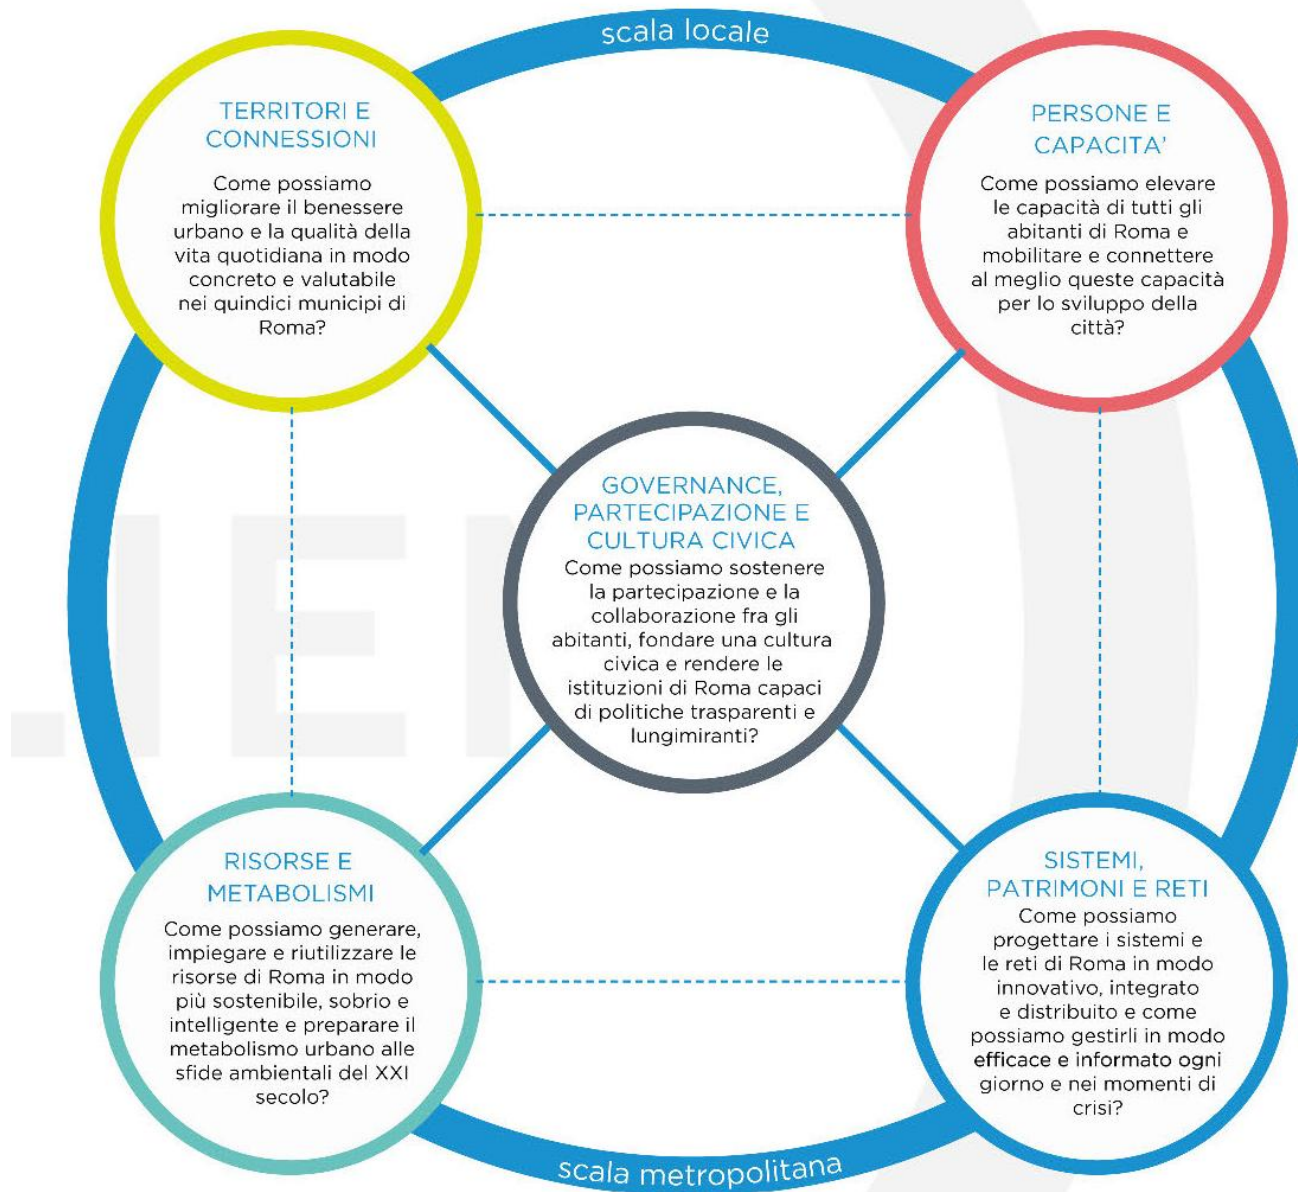 scala locale
TERRITORI E
CONNESSIONI
Come possiamo
migliorare il benessere
urbano e la qualità della
vita quotidiana in modo
concreto e valutabile
nei quindici municipi di
Roma?
PERSONE E
CAPACITA'
Come possiamo elevare
le capacità di tutti gli
abitanti di Roma e
mobilitare e connettere
al meglio queste capacità
per lo sviluppo della
città?
GOVERNANCE,
PARTECIPAZIONE E
CULTURA CIVICA
Come possiamo sostenere
la partecipazione e la
collaborazione fra gli
abitanti, fondare una cultura
civica e rendere le
istituzioni di Roma capaci
di politiche trasparenti e
lungimiranti?
RISORSE E
METABOLISMI
Come possiamo generare,
impiegare e riutilizzare le
risorse di Roma in modo
più sostenibile, sobrio e
intelligente e preparare il
metabolismo urbano alle
sfide ambientali del XXI
secolo?
SISTEMI,
PATRIMONI E RETI
Come possiamo
progettare i sistemi e
le reti di Roma in modo
innovativo, integrato
e distribuito e come
possiamo gestirli in modo
efficace e informato ogni
giorno e nei momenti di
crisi?
scala metropolitana